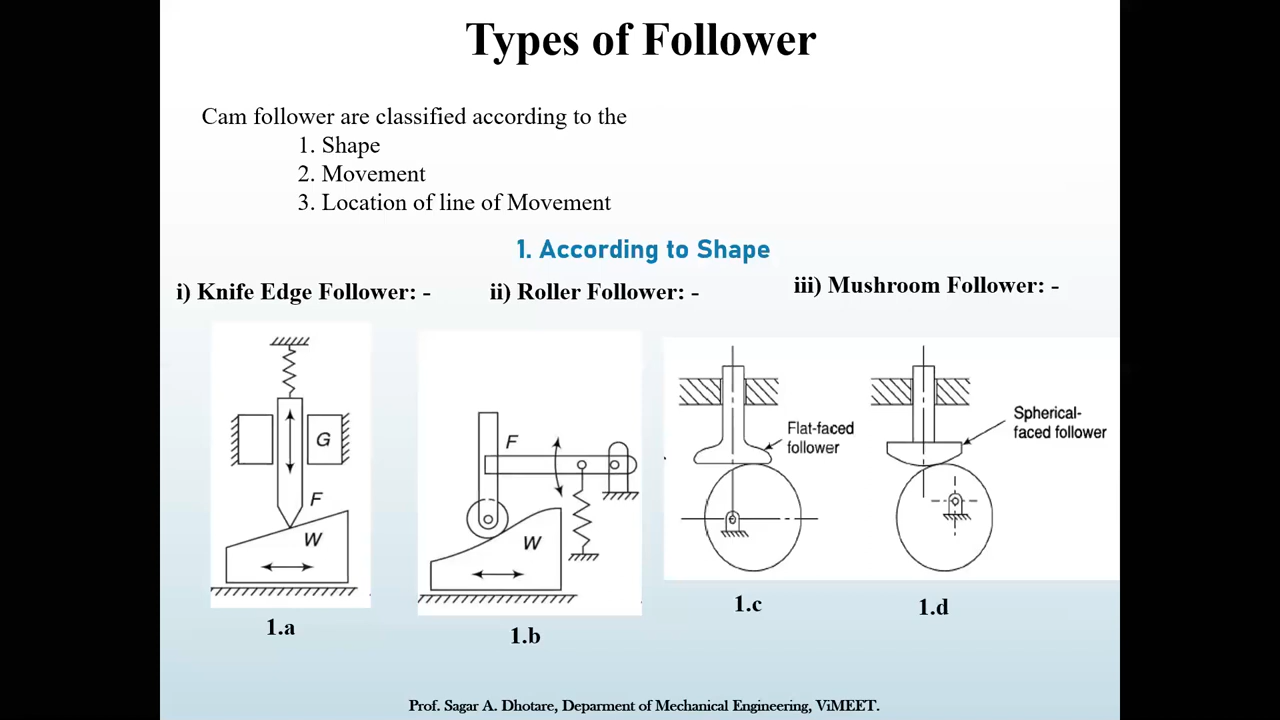 Types of Follower
Cam follower are classified according to the
1. Shape
2. Movement
3. Location of line of Movement
1. According to Shape
i) Knife Edge Follower: -
ii) Roller Follower: -
iii) Mushroom Follower: -
G
F
W
F
W
Flat-faced
follower
Spherical-
faced follower
1.a
1.b
1.c
1.d
Prof. Sagar A. Dhotare, Deparment of Mechanical Engineering, ViMEET.